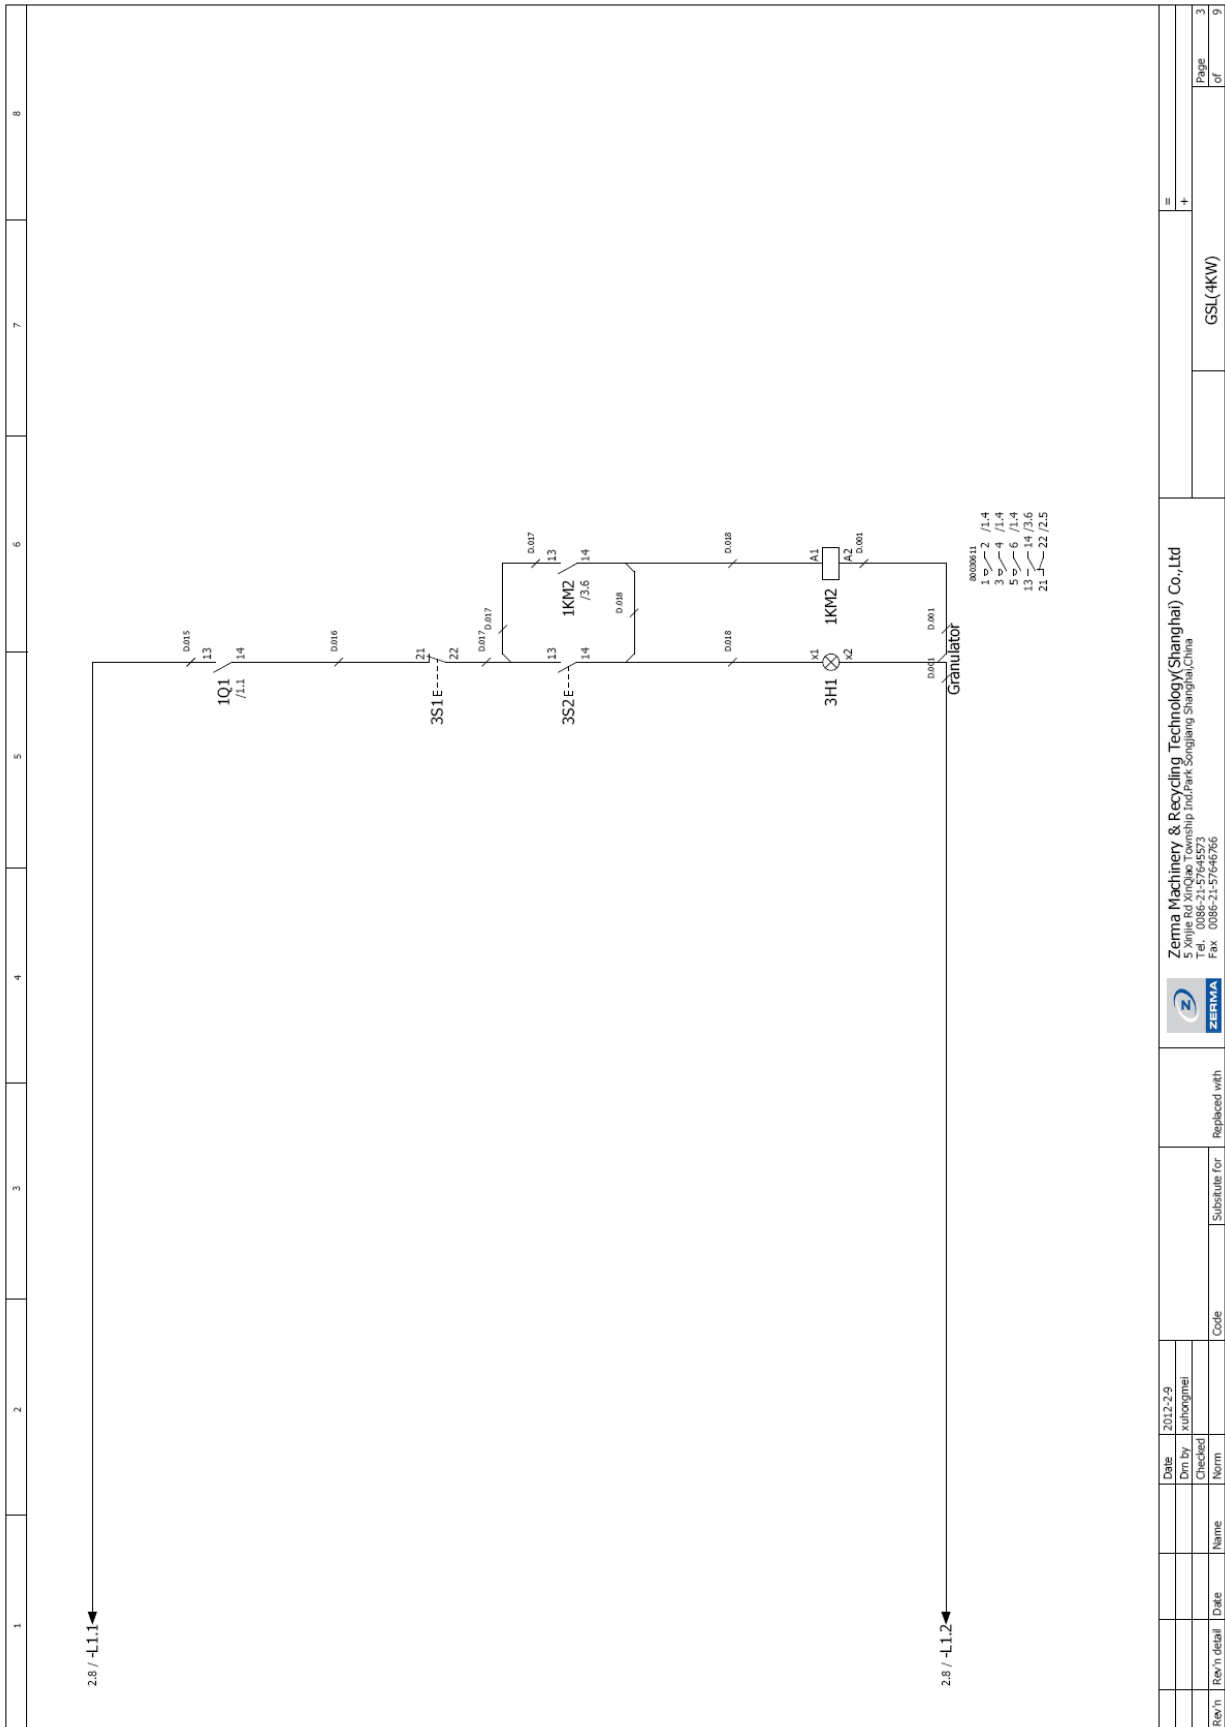 1 2 3 4 5 6 7 8
2.8 / -L1.1
D.015
13
1Q1
/1.1
14
D.016
21
3S1
22
D.017
D.017
D.017
13
3S2
14
13
1KM2
/3.6
14
D.018
D.018
D.018
x1
3H1
x2
A1
1KM2
A2
D.001
D.001
D.001
Granulator
2.8 / -L1.2
80030611
1 2 /1.4
3 4 /1.4
5 6 /1.4
13 14 /3.6
21 22 /2.5
Rev'n Rev'n detail Date Name
Date 2012-2-9
Drn by xuhongmei
Checked
Norm
Code Subsitute for Replaced with
Z
ZERMA
Zerma Machinery & Recycling Technology(Shanghai) Co.,Ltd
5 Xinjie Rd XinQiao Township Ind.Park Songjiang Shanghai,China
Tel. 0086-21-57645573
Fax 0086-21-57646766
GSL(4KW)
=
+
Page 3
of 9